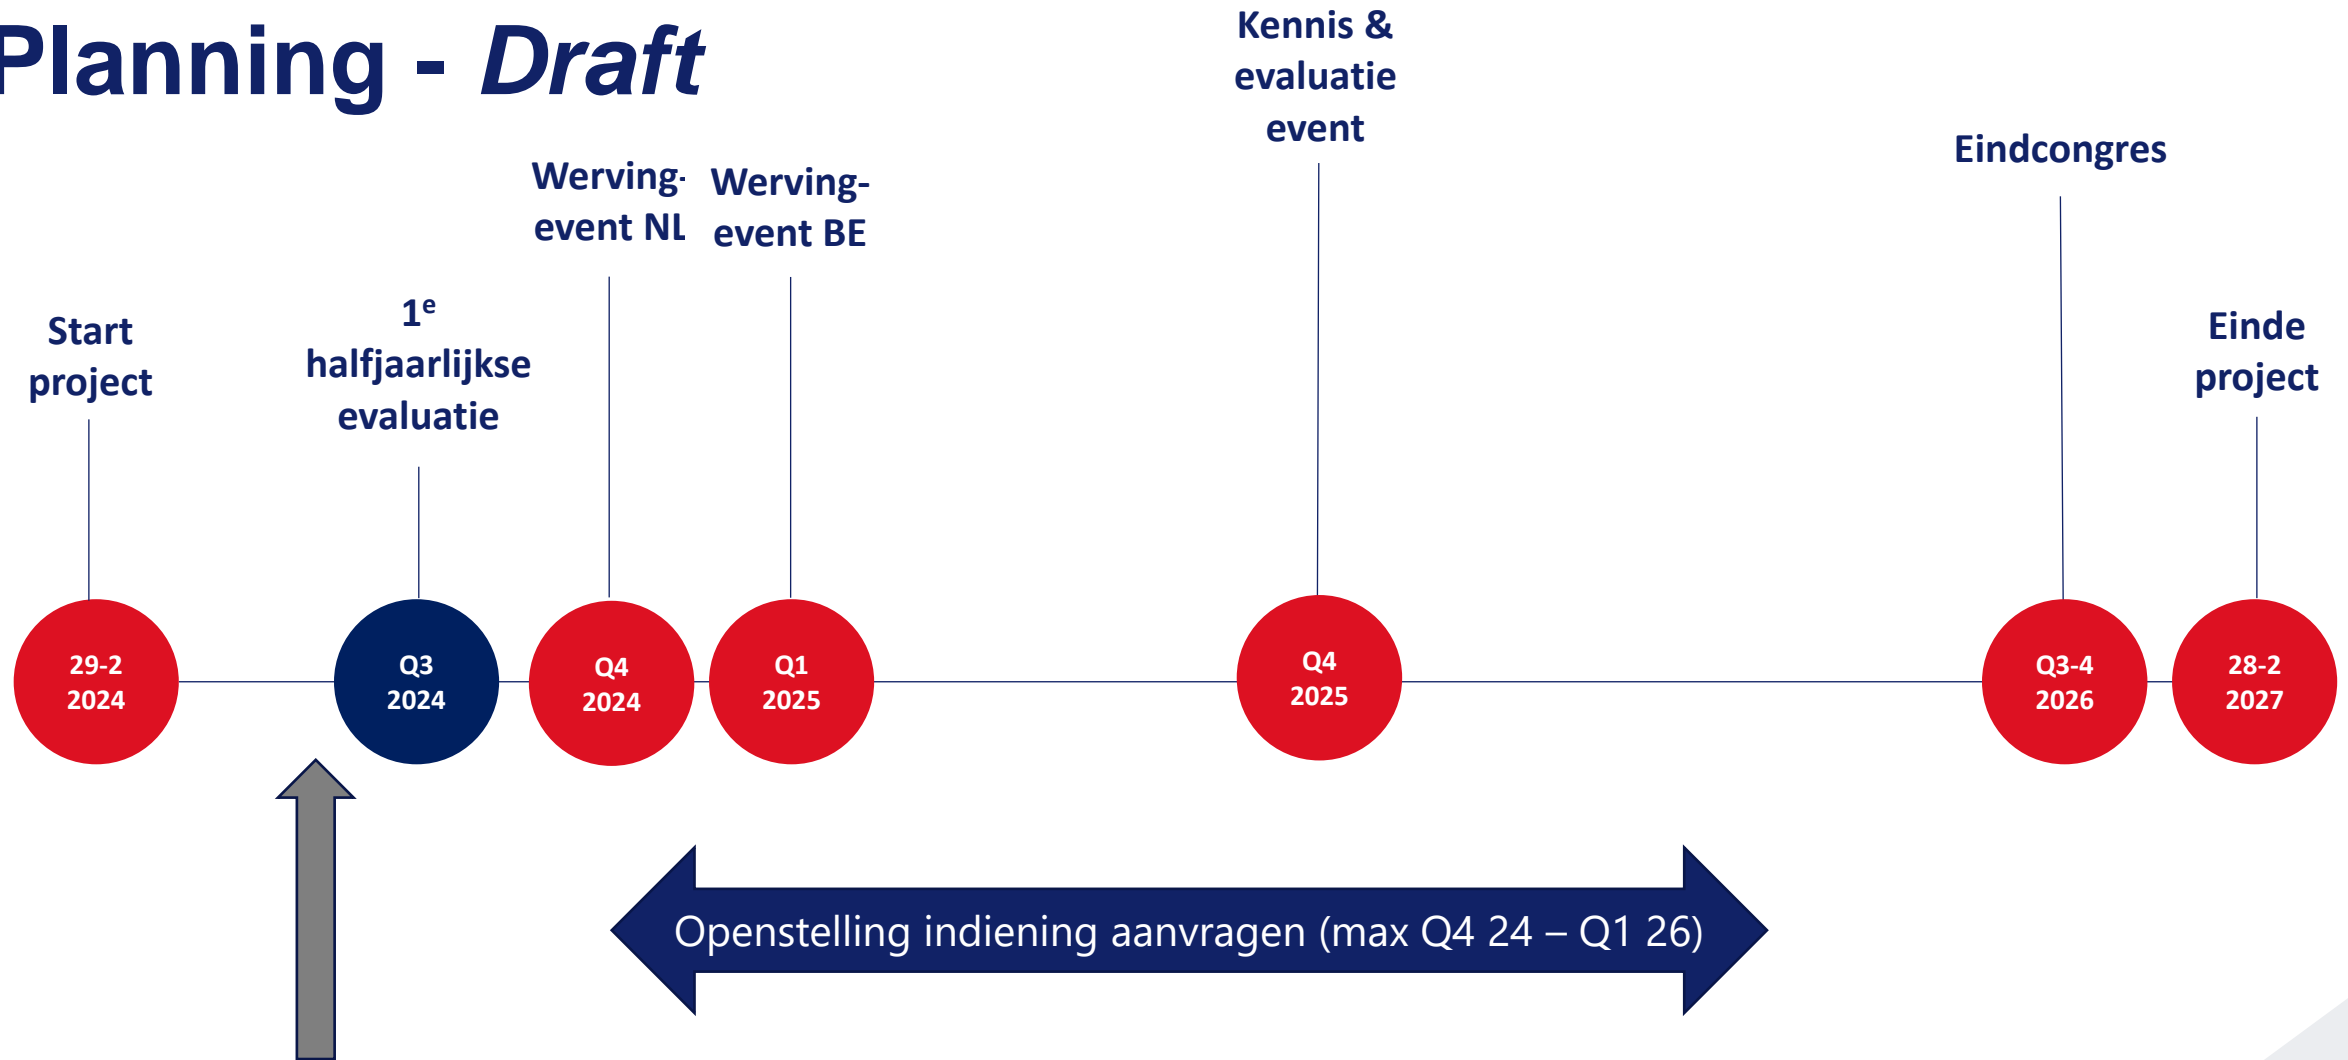 Planning - Draft
Kennis &
evaluatie
event
Eindcongres
Werving-
event NL
Werving-
event BE
1e
halfjaarlijkse
evaluatie
Start
project
Einde
project
29-2
2024
Q3
2024
Q4
2024
Q1
2025
Q4
2025
Q3-4
2026
28-2
2027
Openstelling indiening aanvragen (max Q4 24 – Q1 26)